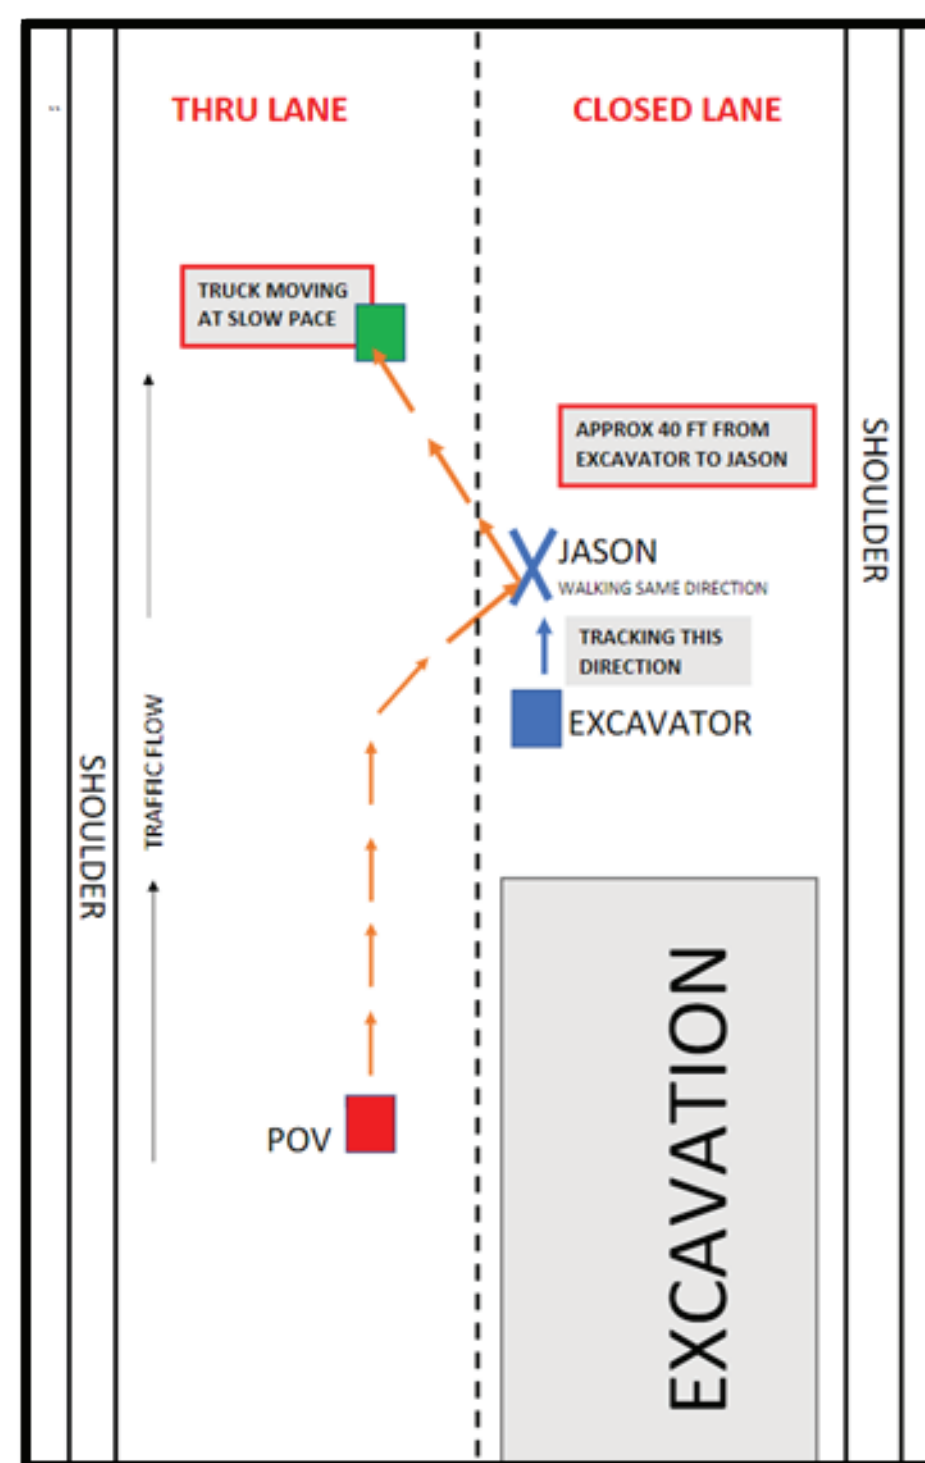 THRU LANE
CLOSED LANE
TRUCK MOVING
AT SLOW PACE
APPROX 40 FT FROM
EXCAVATOR TO JASON
SHOULDER
JASON
WALKING SAME DIRECTION
TRACKING THIS
DIRECTION
EXCAVATOR
TRAFFIC FLOW
SHOULDER
POV
EXCAVATION